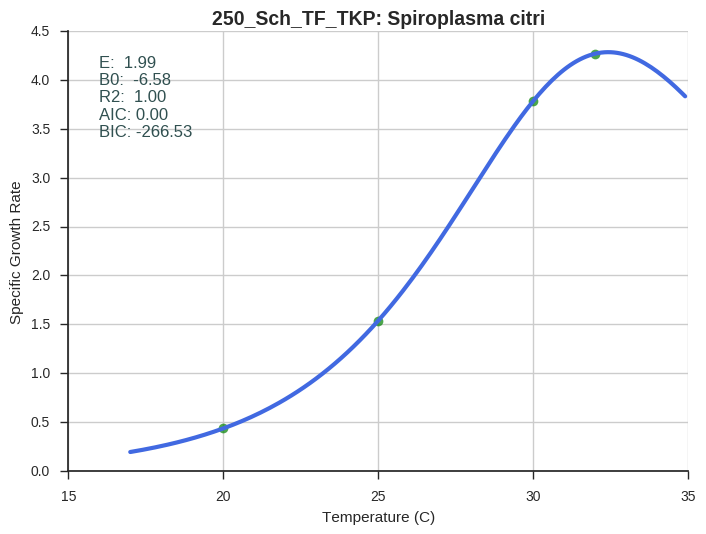 250_Sch_TF_TKP: Spiroplasma citri
E:  1.99
B0:  -6.58
R2:  1.00
AIC: 0.00
BIC: -266.53
Specific Growth Rate
4.5
4.0
3.5
3.0
2.5
2.0
1.5
1.0
0.5
0.0
15 20 25 30 35
Temperature (C)